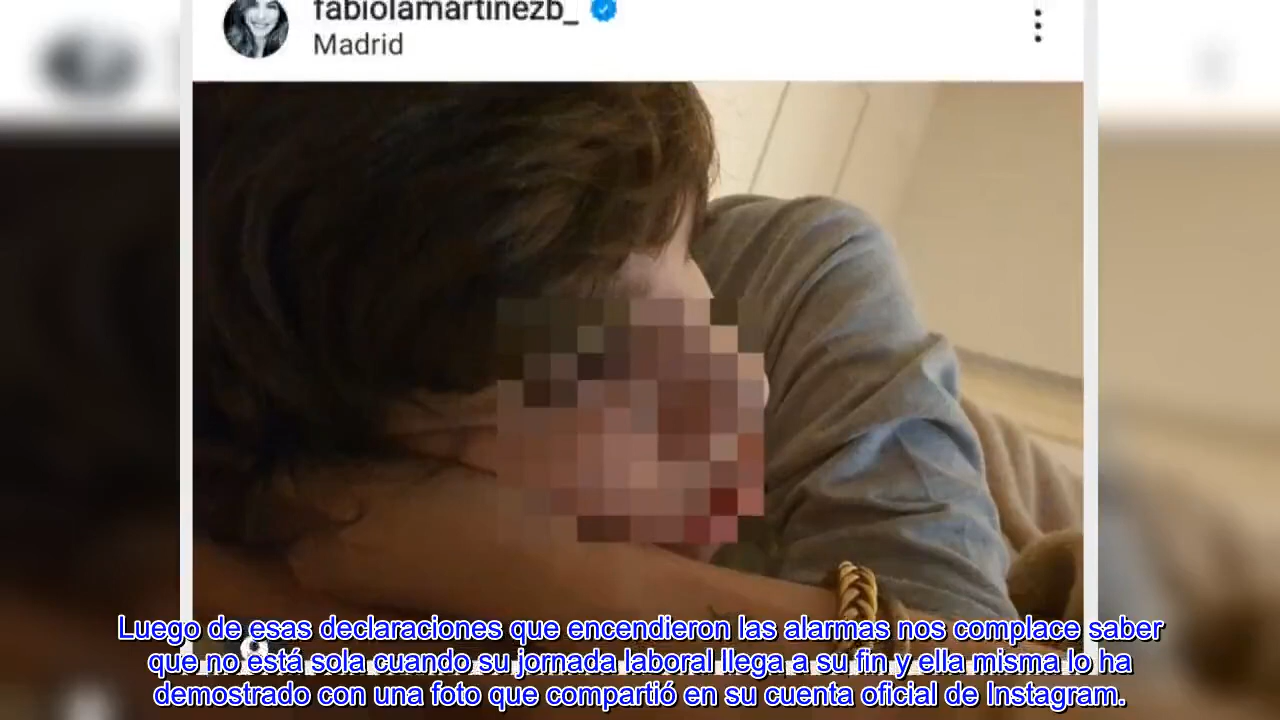 fabiolamartinezb_
Madrid
Luego de esas declaraciones que encendieron las alarmas nos complace saber
que no está sola cuando su jornada laboral llega a su fin y ella misma lo ha
demostrado con una foto que compartió en su cuenta oficial de Instagram.